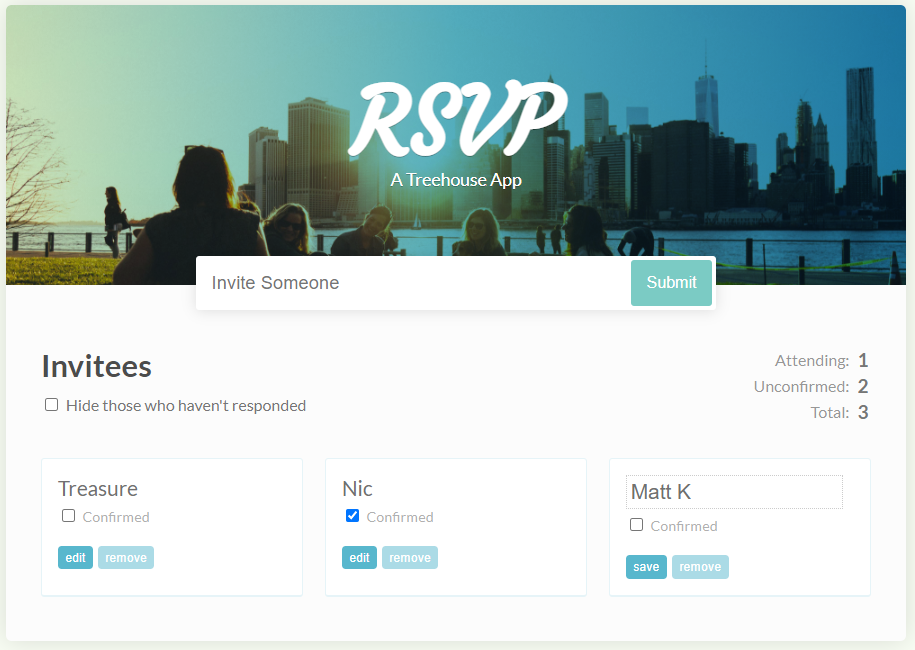 RSVP
A Treehouse App
Invite Someone
Submit
Invitees
Hide those who haven't responded
Attending: 1
Unconfirmed: 2
Total: 3
Treasure
Confirmed
edit remove
Nic
Confirmed
edit remove
Matt K
Confirmed
save remove